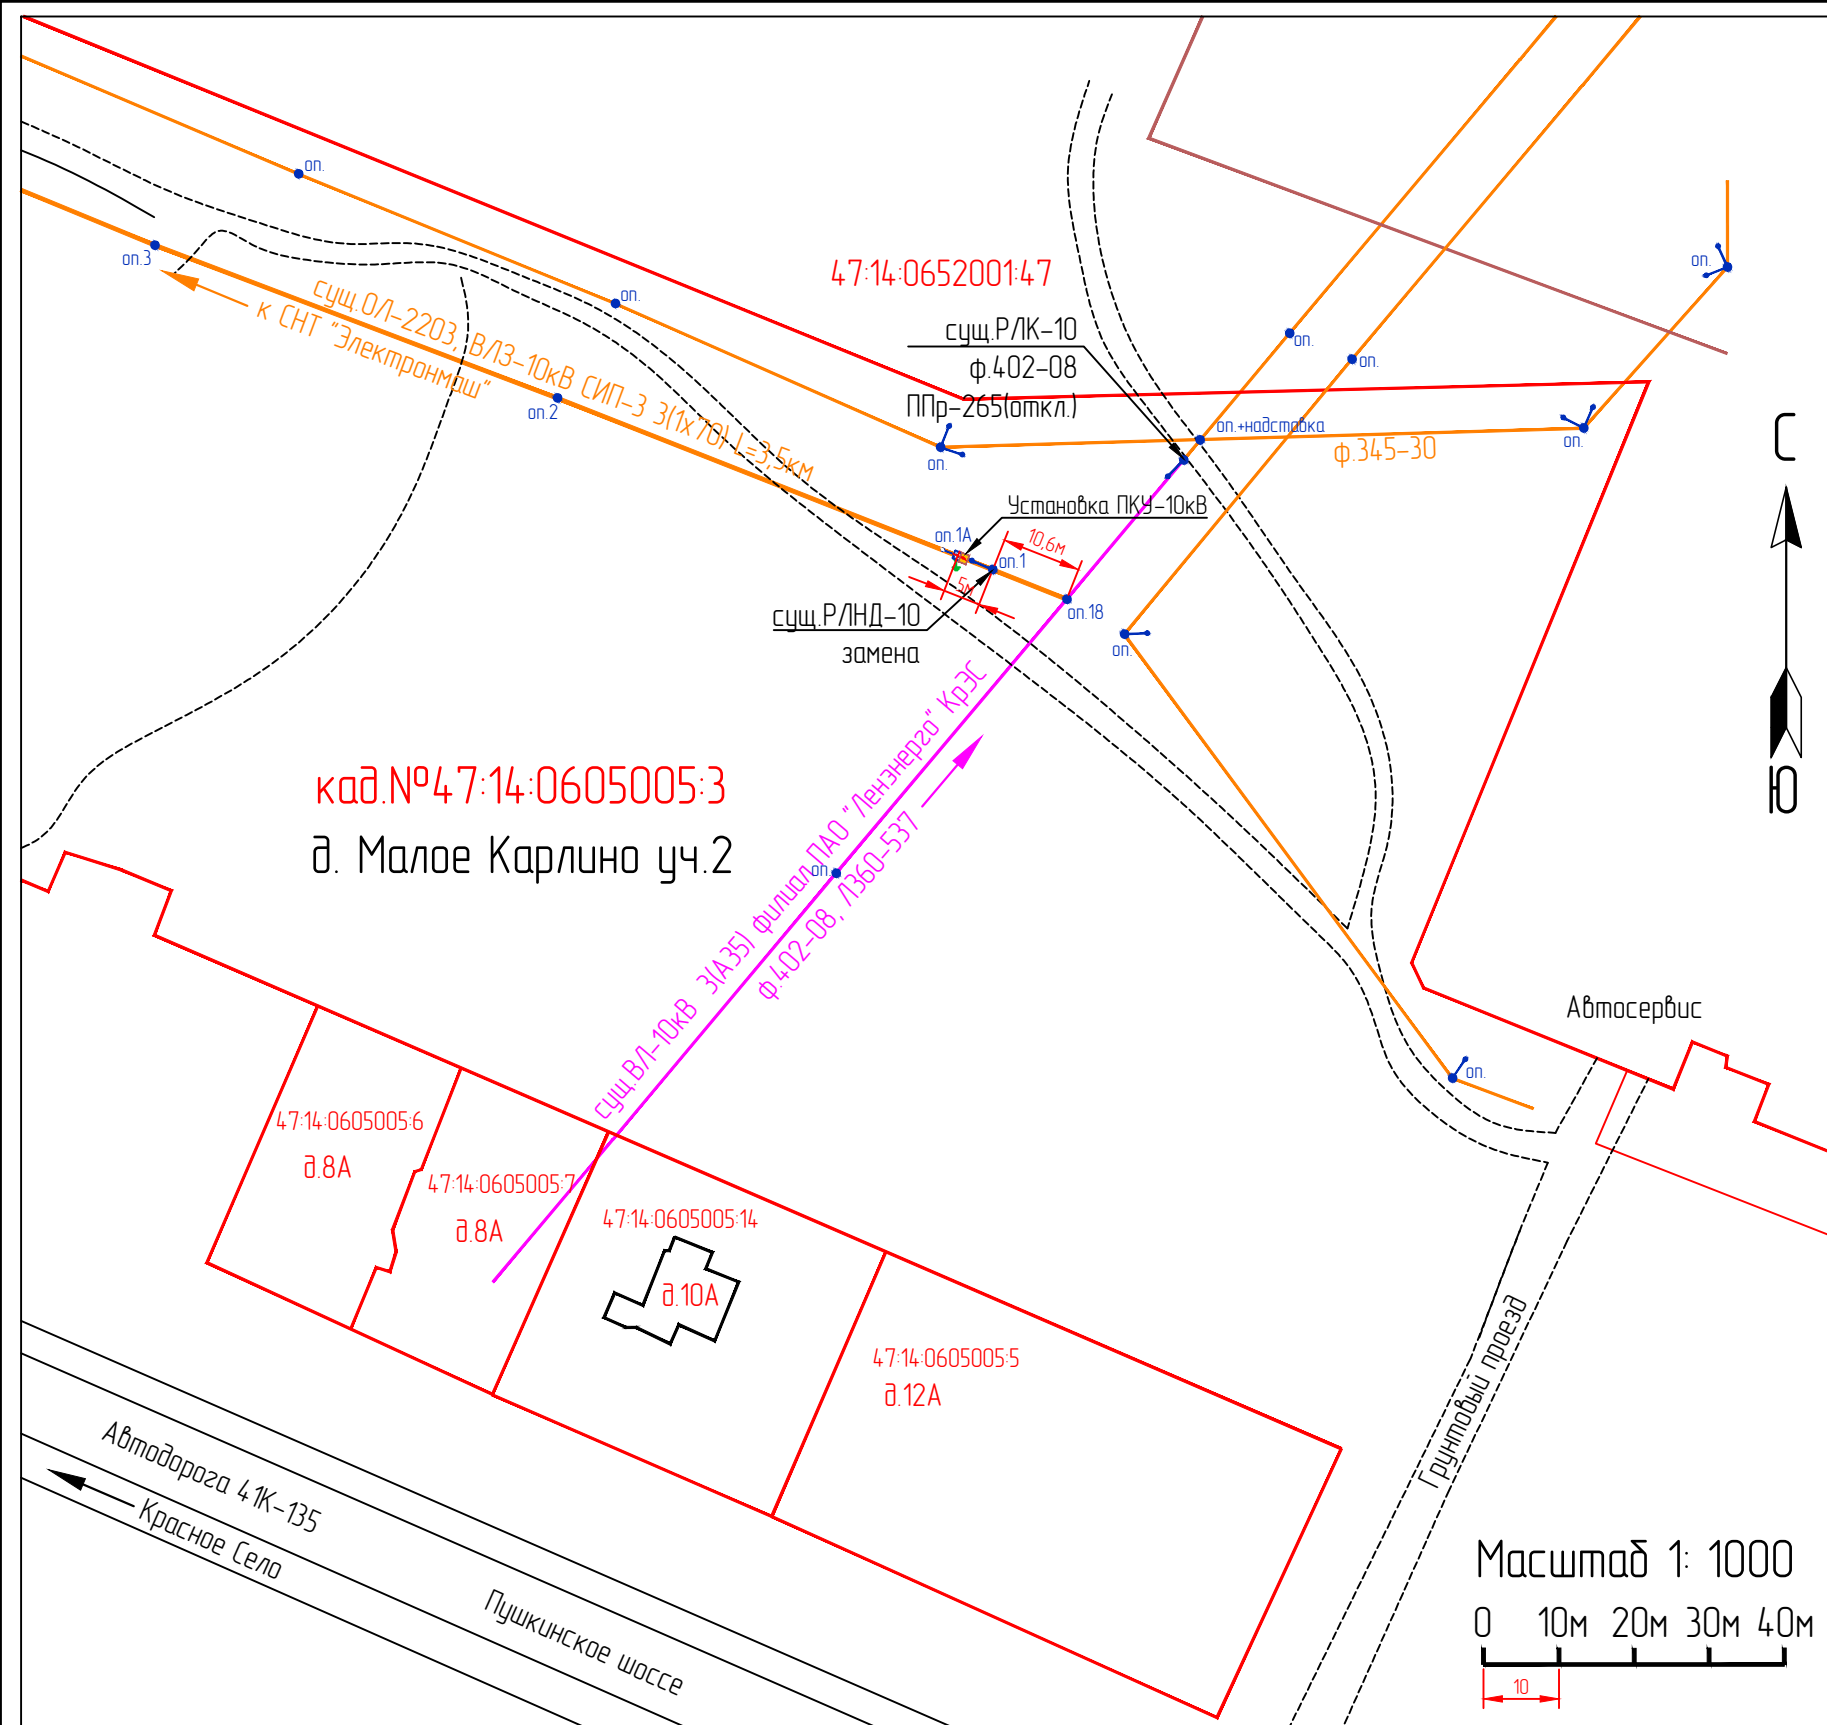 оп.
оп.3
сущ.ОЛ-2203, ВЛЗ-10кВ СИП-3 3(1х70) L=3,5км
к СНТ "Электронмаш"
оп.
оп.2
47:14:0652001:47
сущ.РЛК-10
ф.402-08
ППр-265(откл.)
оп.
оп.
оп.
оп.
оп.+надставка
ф.345-30
оп.
С
Ю
Установка ПКУ-10кВ
оп.1А
10,6м
оп.1
5м
оп.18
сущ.РЛНД-10
замена
оп.
кад.№47:14:0605005:3
д. Малое Карлино уч.2
сущ.ВЛ-10кВ 3(А35) филиал ПАО "Ленэнерго" КрЭС
ф.402-08, Л360-537
оп.
Автосервис
оп.
47:14:0605005:6
д.8А
47:14:0605005:7
д.8А
47:14:0605005:14
д.10А
47:14:0605005:5
д.12А
Грунтовый проезд
Автодорога 41К-135
Красное Село
Пушкинское шоссе
Масштаб 1: 1000
0 10м 20м 30м 40м
10